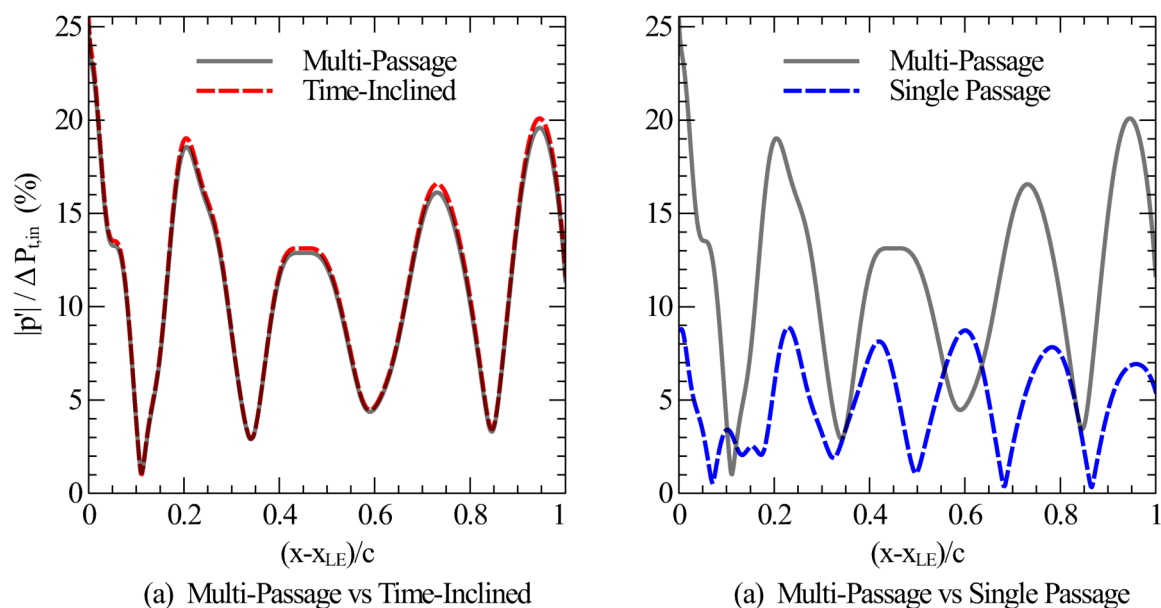 25
20
15
10
5
0
|p'| / Δ P_t,in (%)
Multi-Passage
Time-Inclined
0 0.2 0.4 0.6 0.8 1
(x-x_LE)/c
(a) Multi-Passage vs Time-Inclined
25
20
15
10
5
0
Multi-Passage
Single Passage
0 0.2 0.4 0.6 0.8 1
(x-x_LE)/c
(a) Multi-Passage vs Single Passage